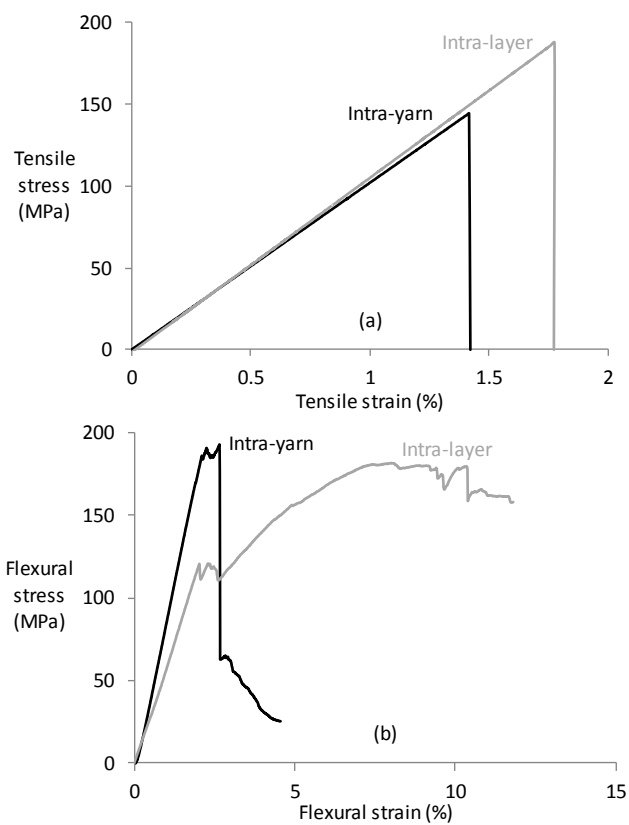 200
Intra-layer
150
Intra-yarn
Tensile
stress
(MPa)
100
50
(a)
0
0 0.5 1 1.5 2
Tensile strain (%)
200
Intra-yarn
Intra-layer
150
Flexural
stress
(MPa)
100
50
(b)
0
0 5 10 15
Flexural strain (%)